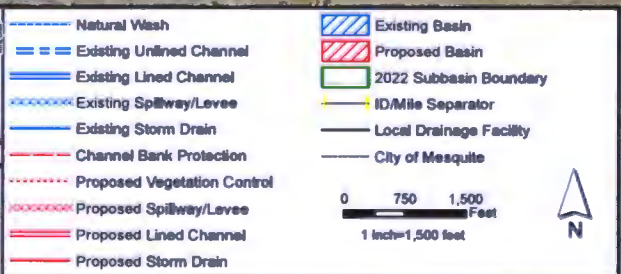 Natural Wash
Existing Unlined Channel
Existing Lined Channel
Existing Spillway/Levee
Existing Storm Drain
Channel Bank Protection
Proposed Vegetation Control
Proposed Spillway/Levee
Proposed Lined Channel
Proposed Storm Drain
Existing Basin
Proposed Basin
2022 Subbasin Boundary
ID/Mile Separator
Local Drainage Facility
City of Mesquite
0 750 1,500
Feet
1 inch=1,500 feet
N